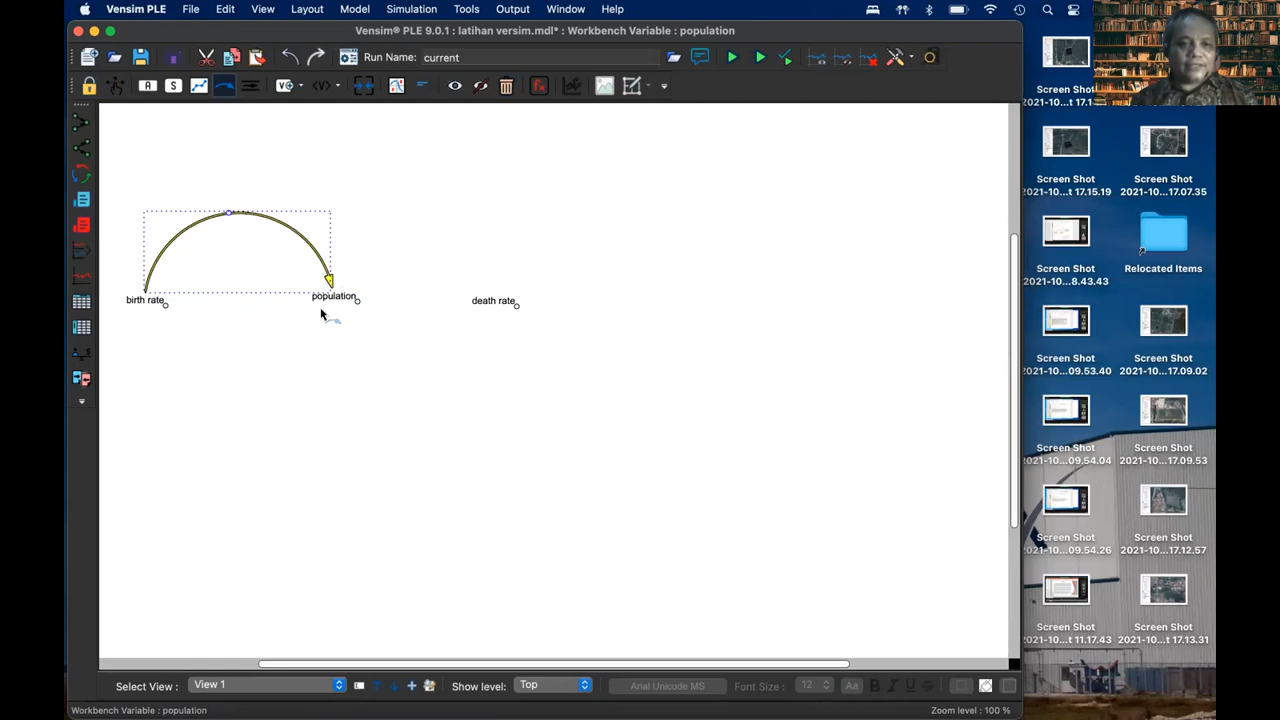 Vensim PLE File Edit View Layout Model Simulation Tools Output Window Help
Vensim® PLE 9.0.1 : latihan versim.mdl* : Workbench Variable : population
Run Name: current
A S
birth rate
population
death rate
Select View : View 1 Show level: Top Arial Unicode MS Font Size : 12 Aa B I U S
Workbench Variable : population Zoom level : 100 %
Screen Shot
2021-10...t 17.1
Screen Shot
2021-10...t 17.15.19
Screen Shot
2021-10...17.07.35
Screen Shot
2021-10...8.43.43
Relocated Items
Screen Shot
2021-10...09.53.40
Screen Shot
2021-10...17.09.02
Screen Shot
2021-10...09.54.04
Screen Shot
2021-10...17.09.53
Screen Shot
2021-10...09.54.26
Screen Shot
2021-10...17.12.57
Screen Shot
2021-10... 11.17.43
Screen Shot
2021-10...t 17.13.31